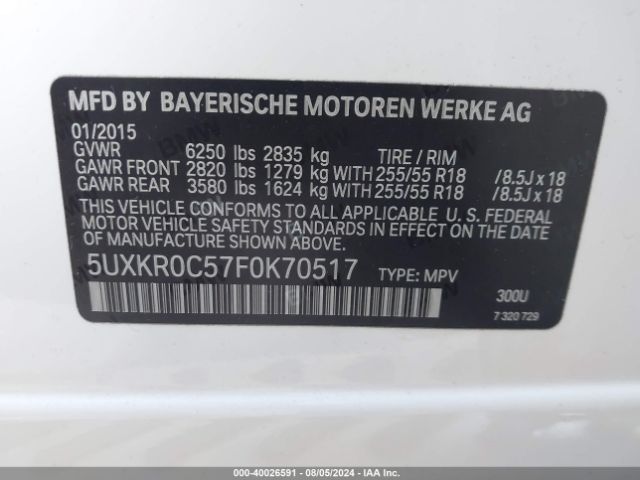 MFD BY BAYERISCHE MOTOREN WERKE AG
01/2015
GVWR 6250 lbs 2835 kg TIRE / RIM
GAWR FRONT 2820 lbs 1279 kg WITH 255/55 R18 /8.5J x 18
GAWR REAR 3580 lbs 1624 kg WITH 255/55 R18 /8.5J x 18
THIS VEHICLE CONFORMS TO ALL APPLICABLE U. S. FEDERAL
MOTOR VEHICLE SAFETY STANDARDS IN EFFECT ON THE
DATE OF MANUFACTURE SHOWN ABOVE.
5UXKR0C57F0K70517 TYPE: MPV
300U
7 320 729
000-40026591 - 08/05/2024 - IAA Inc.